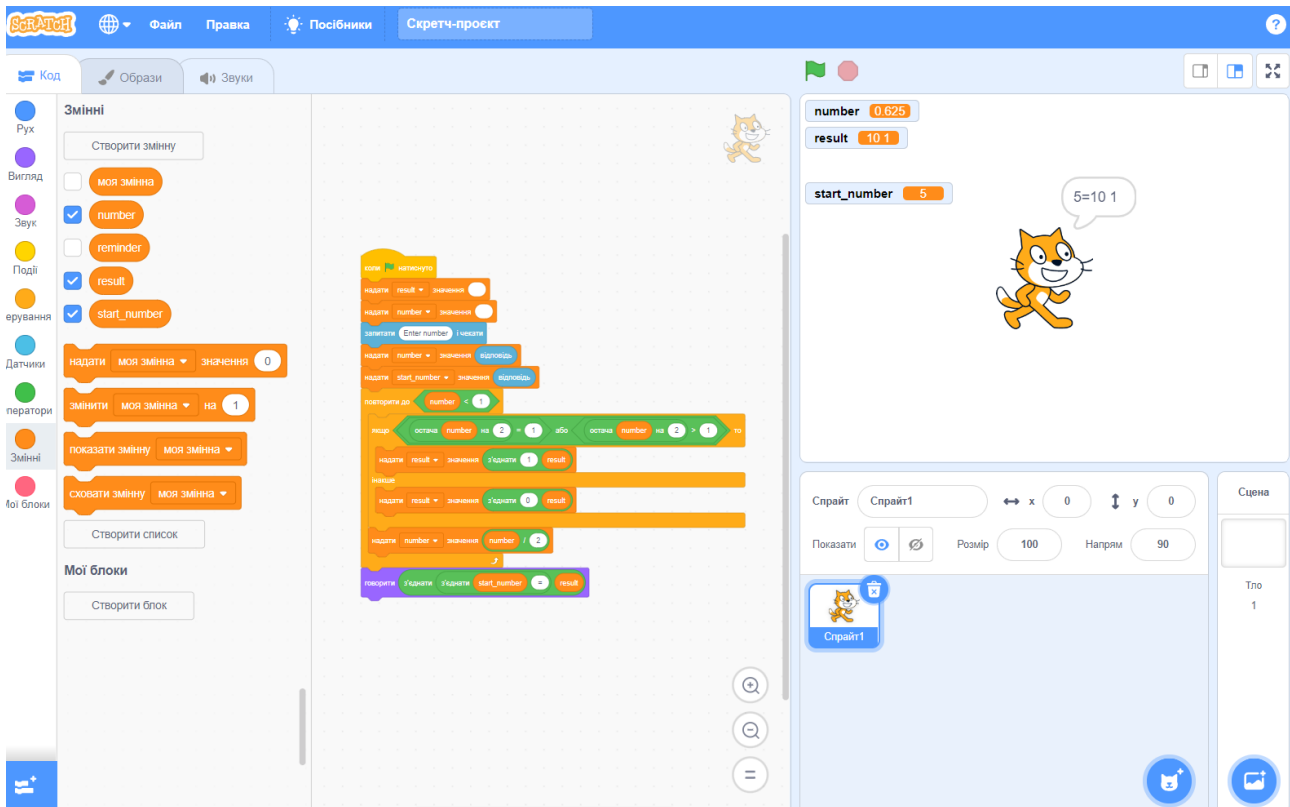 SCRATCH Файл Правка Посібники Скретч-проєкт ?
Код Образи Звуки
Рух
Вигляд
Звук
Події
ерування
Датчики
ператори
Змінні
Мої блоки
Змінні
Створити змінну
моя змінна
number
reminder
result
start_number
надати моя змінна значення 0
змінити моя змінна на 1
показати змінну моя змінна
сховати змінну моя змінна
Створити список
Мої блоки
Створити блок
коли натиснуто
надати result значення
надати number значення
запитати Enter number і чекати
надати number значення відповідь
надати start_number значення відповідь
повторити до number < 1
якщо остача number на 2 = 1 або остача number на 2 > 1 то
надати result значення з'єднати 1 result
інакше
надати result значення з'єднати 0 result
надати number значення number / 2
говорити з'єднати з'єднати start_number = result
number 0.625
result 10 1
start_number 5
5=10 1
Спрайт Спрайт1 x 0 y 0
Показати Розмір 100 Напрям 90
Спрайт1
Сцена
Тло
1